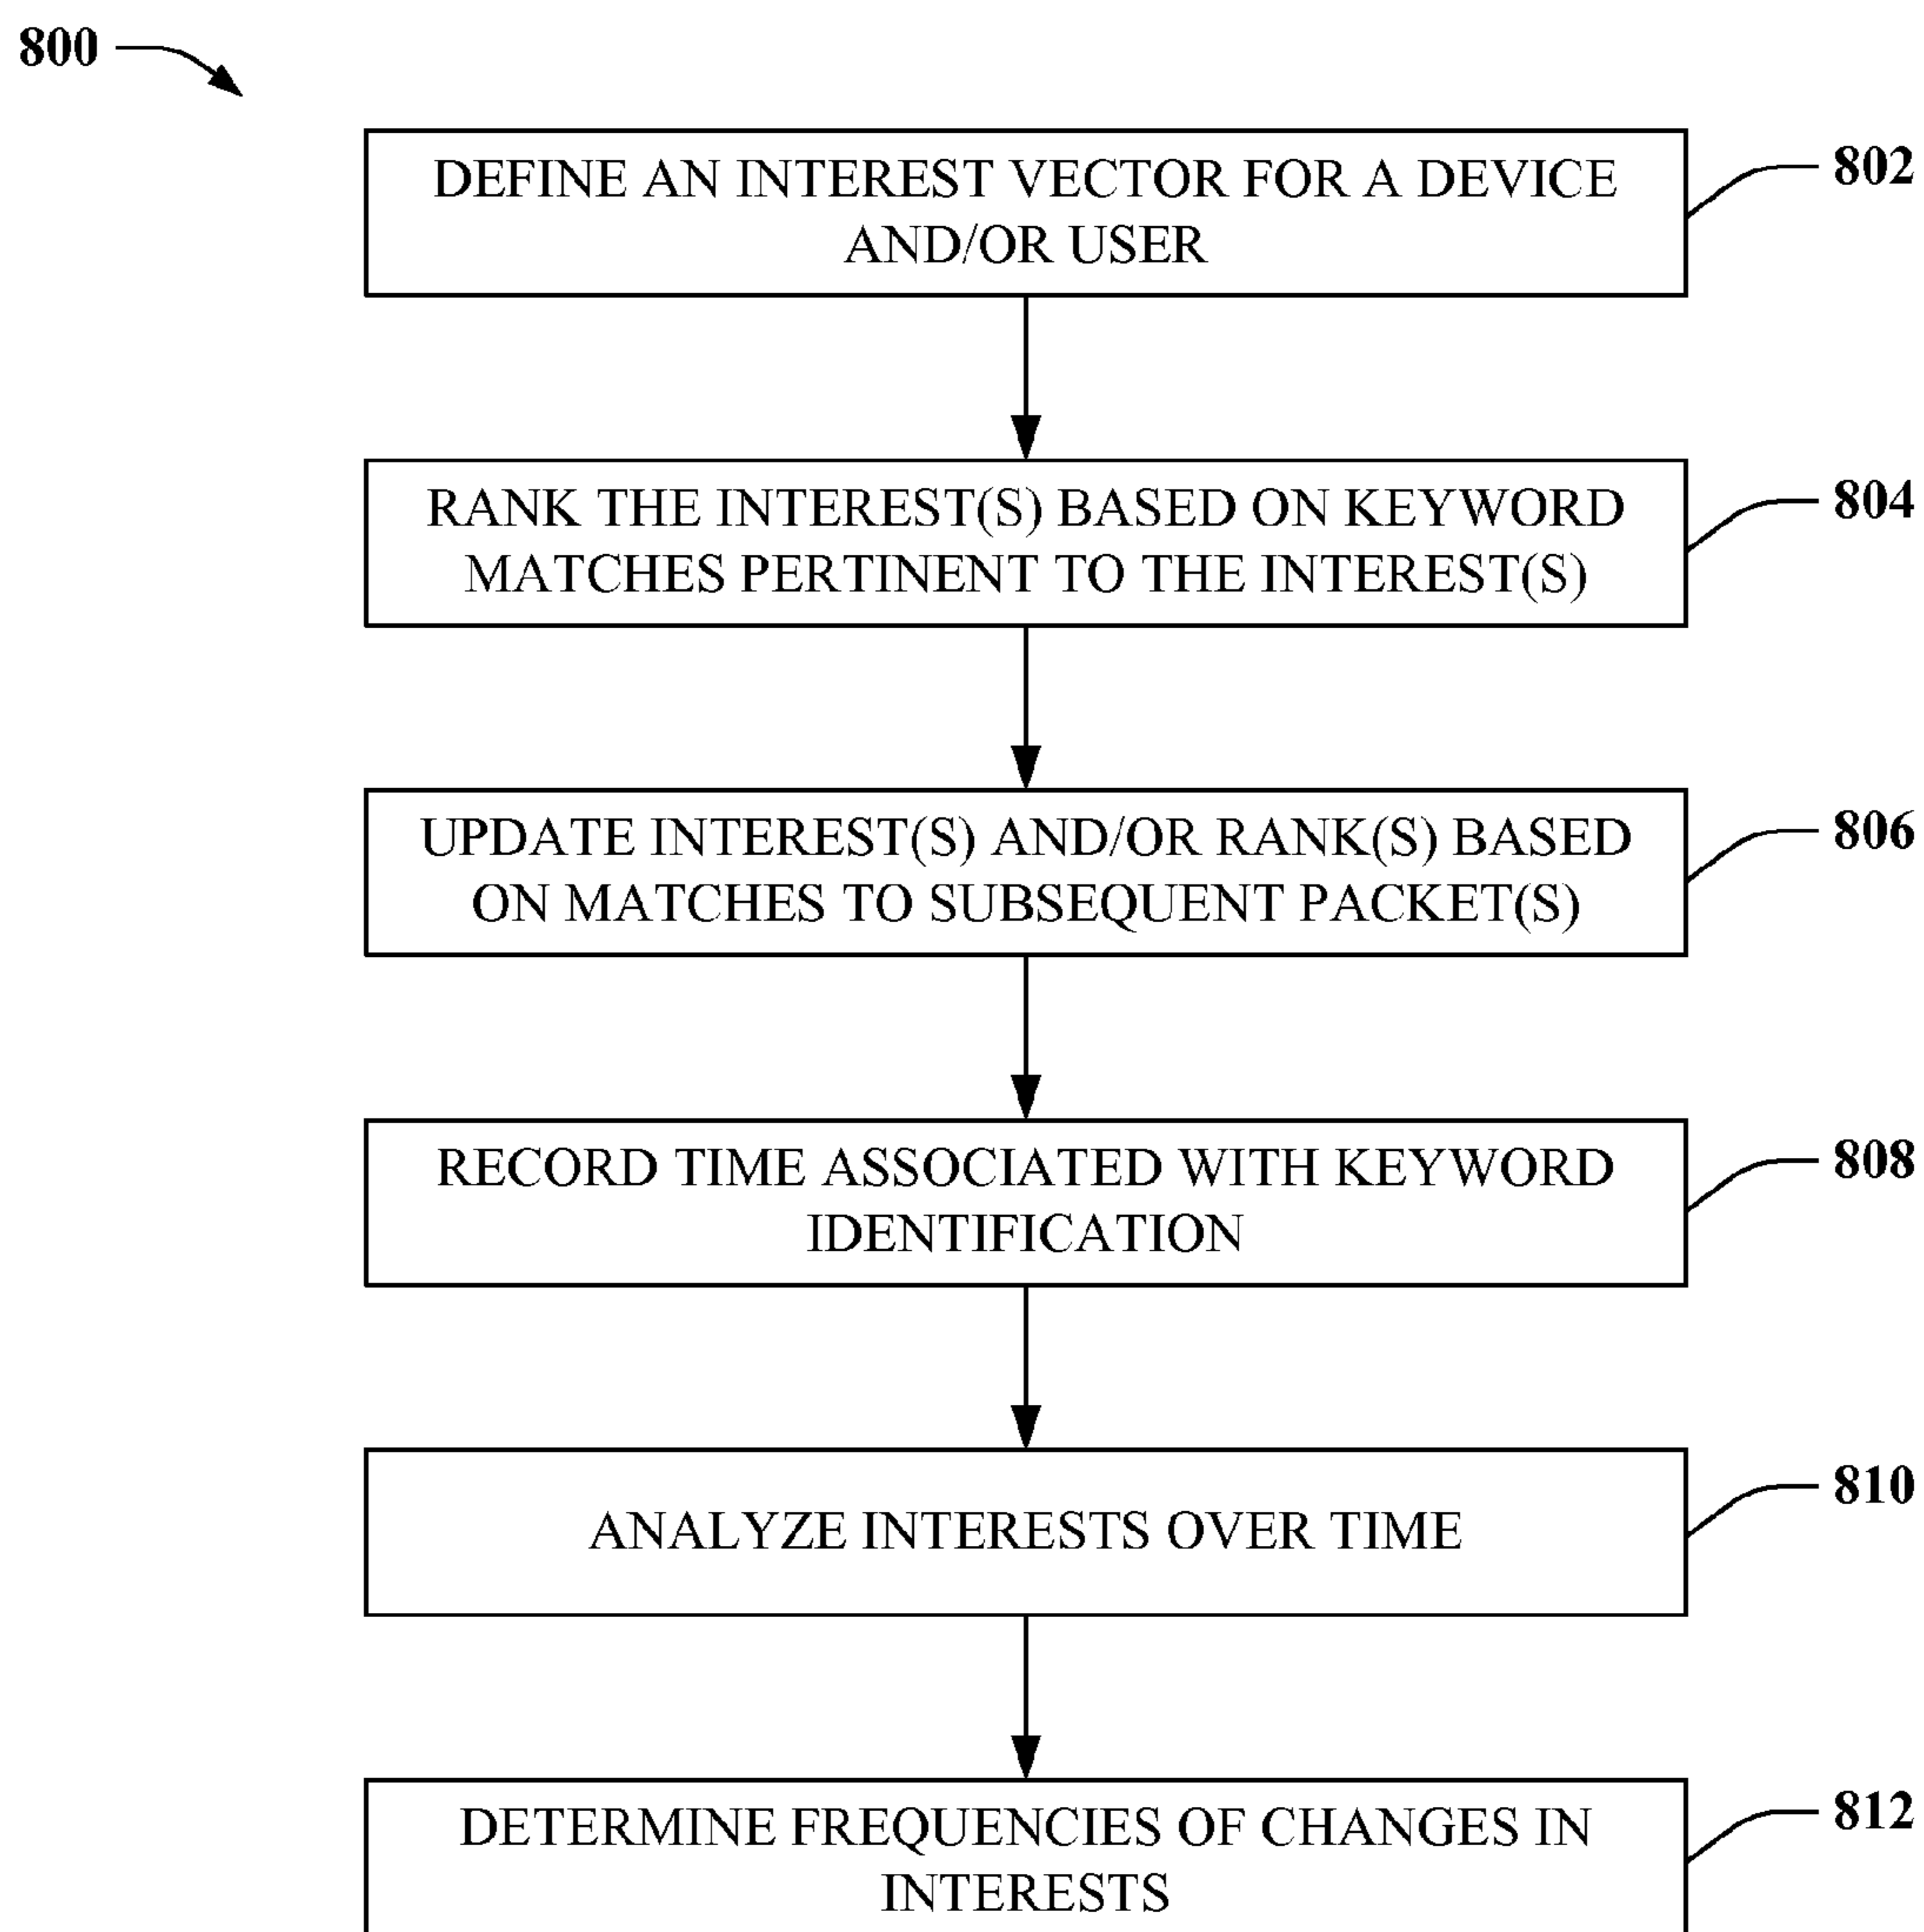 800
DEFINE AN INTEREST VECTOR FOR A DEVICE
AND/OR USER
802
RANK THE INTEREST(S) BASED ON KEYWORD
MATCHES PERTINENT TO THE INTEREST(S)
804
UPDATE INTEREST(S) AND/OR RANK(S) BASED
ON MATCHES TO SUBSEQUENT PACKET(S)
806
RECORD TIME ASSOCIATED WITH KEYWORD
IDENTIFICATION
808
ANALYZE INTERESTS OVER TIME
810
DETERMINE FREQUENCIES OF CHANGES IN
INTERESTS
812